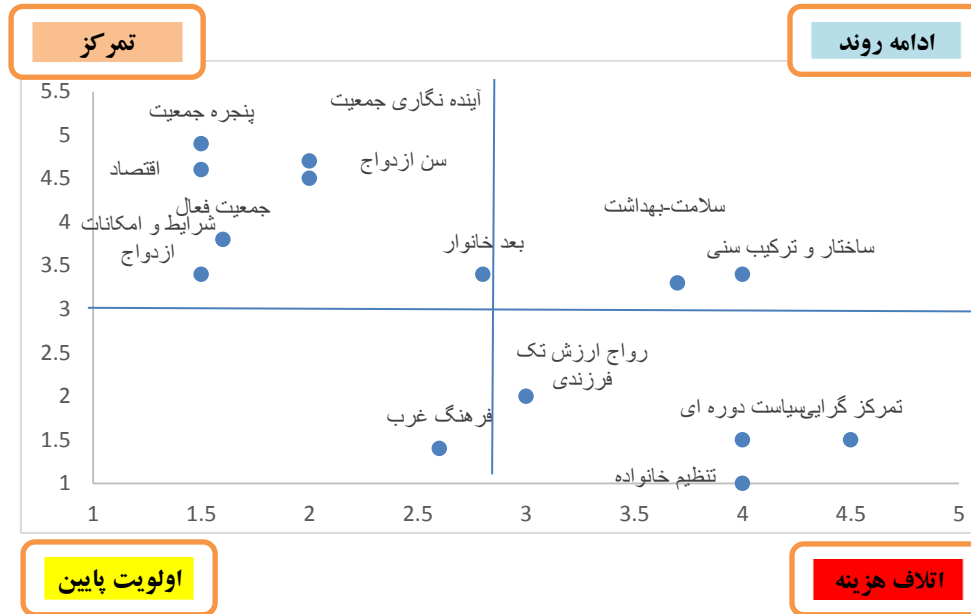 تمرکز
ادامه روند
5.5
5
4.5
4
3.5
3
2.5
2
1.5
1
آینده نگاری جمعیت
پنجره جمعیت
سن ازدواج
اقتصاد
جمعیت فعال
شرایط و امکانات
ازدواج
سلامت-بهداشت
بعد خانوار
ساختار و ترکیب سنی
رواج ارزش تک
فرزندی
فرهنگ غرب
تمرکز گرایی
سیاست دوره ای
تنظیم خانواده
1 1.5 2 2.5 3 3.5 4 4.5 5
اولویت پایین
اتلاف هزینه